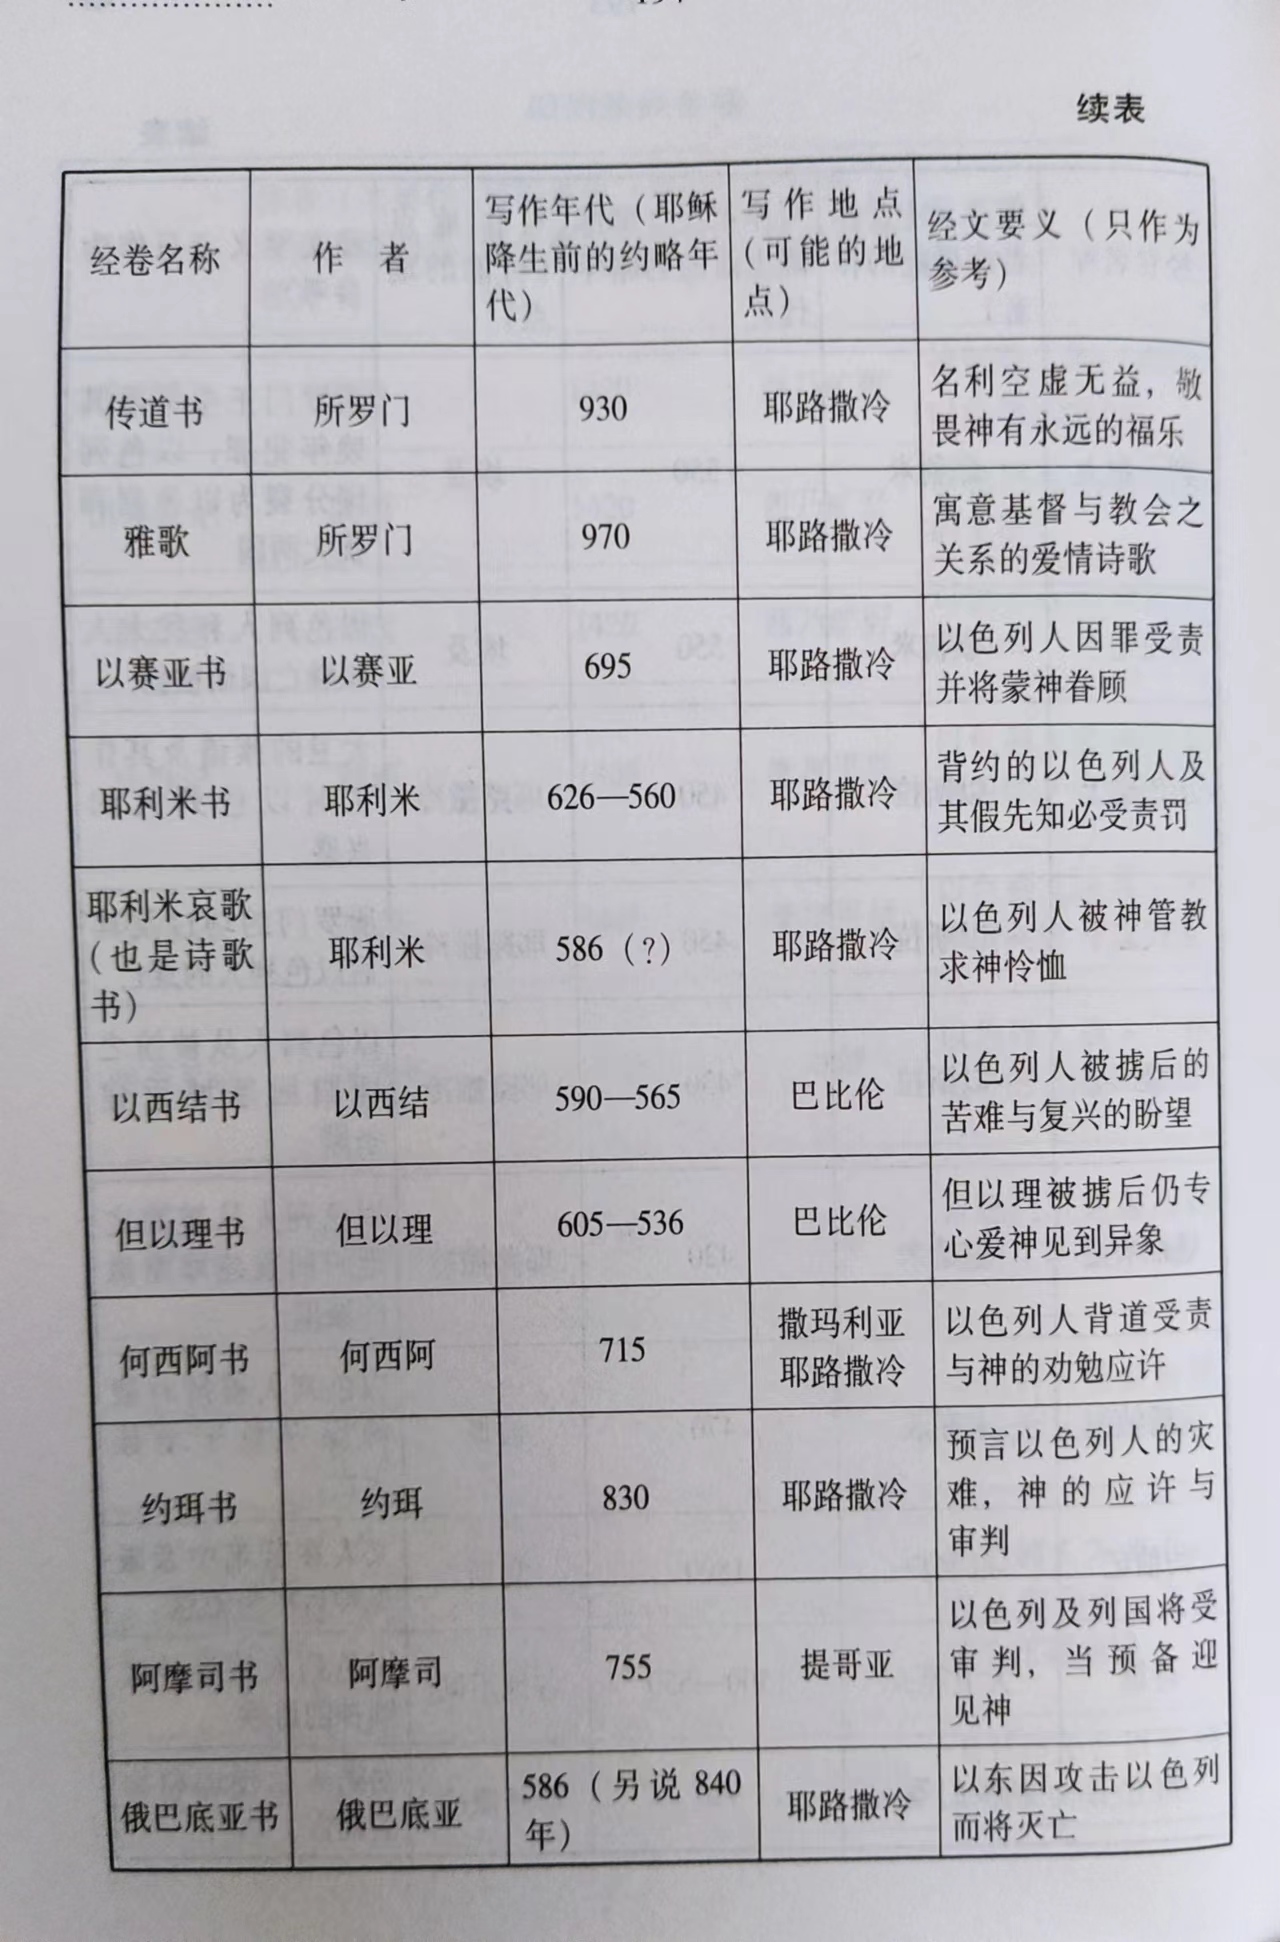 续表
经卷名称
作 者
写作年代（耶稣
降生前的约略年
代）
写作地点
（可能的地
点）
经文要义（只作为
参考）
传道书
所罗门
930
耶路撒冷
名利空虚无益，敬
畏神有永远的福乐
雅歌
所罗门
970
耶路撒冷
寓意基督与教会之
关系的爱情诗歌
以赛亚书
以赛亚
695
耶路撒冷
以色列人因罪受责
并将蒙神眷顾
耶利米书
耶利米
626—560
耶路撒冷
背约的以色列人及
其假先知必受责罚
耶利米哀歌
（也是诗歌
书）
耶利米
586（?）
耶路撒冷
以色列人被神管教
求神怜恤
以西结书
以西结
590—565
巴比伦
以色列人被掳后的
苦难与复兴的盼望
但以理书
但以理
605—536
巴比伦
但以理被掳后仍专
心爱神见到异象
何西阿书
何西阿
715
撒玛利亚
耶路撒冷
以色列人背道受责
与神的劝勉应许
约珥书
约珥
830
耶路撒冷
预言以色列人的灾
难，神的应许与
审判
阿摩司书
阿摩司
755
提哥亚
以色列及列国将受
审判，当预备迎
见神
俄巴底亚书
俄巴底亚
586（另说840
年）
耶路撒冷
以东因攻击以色列
而将灭亡